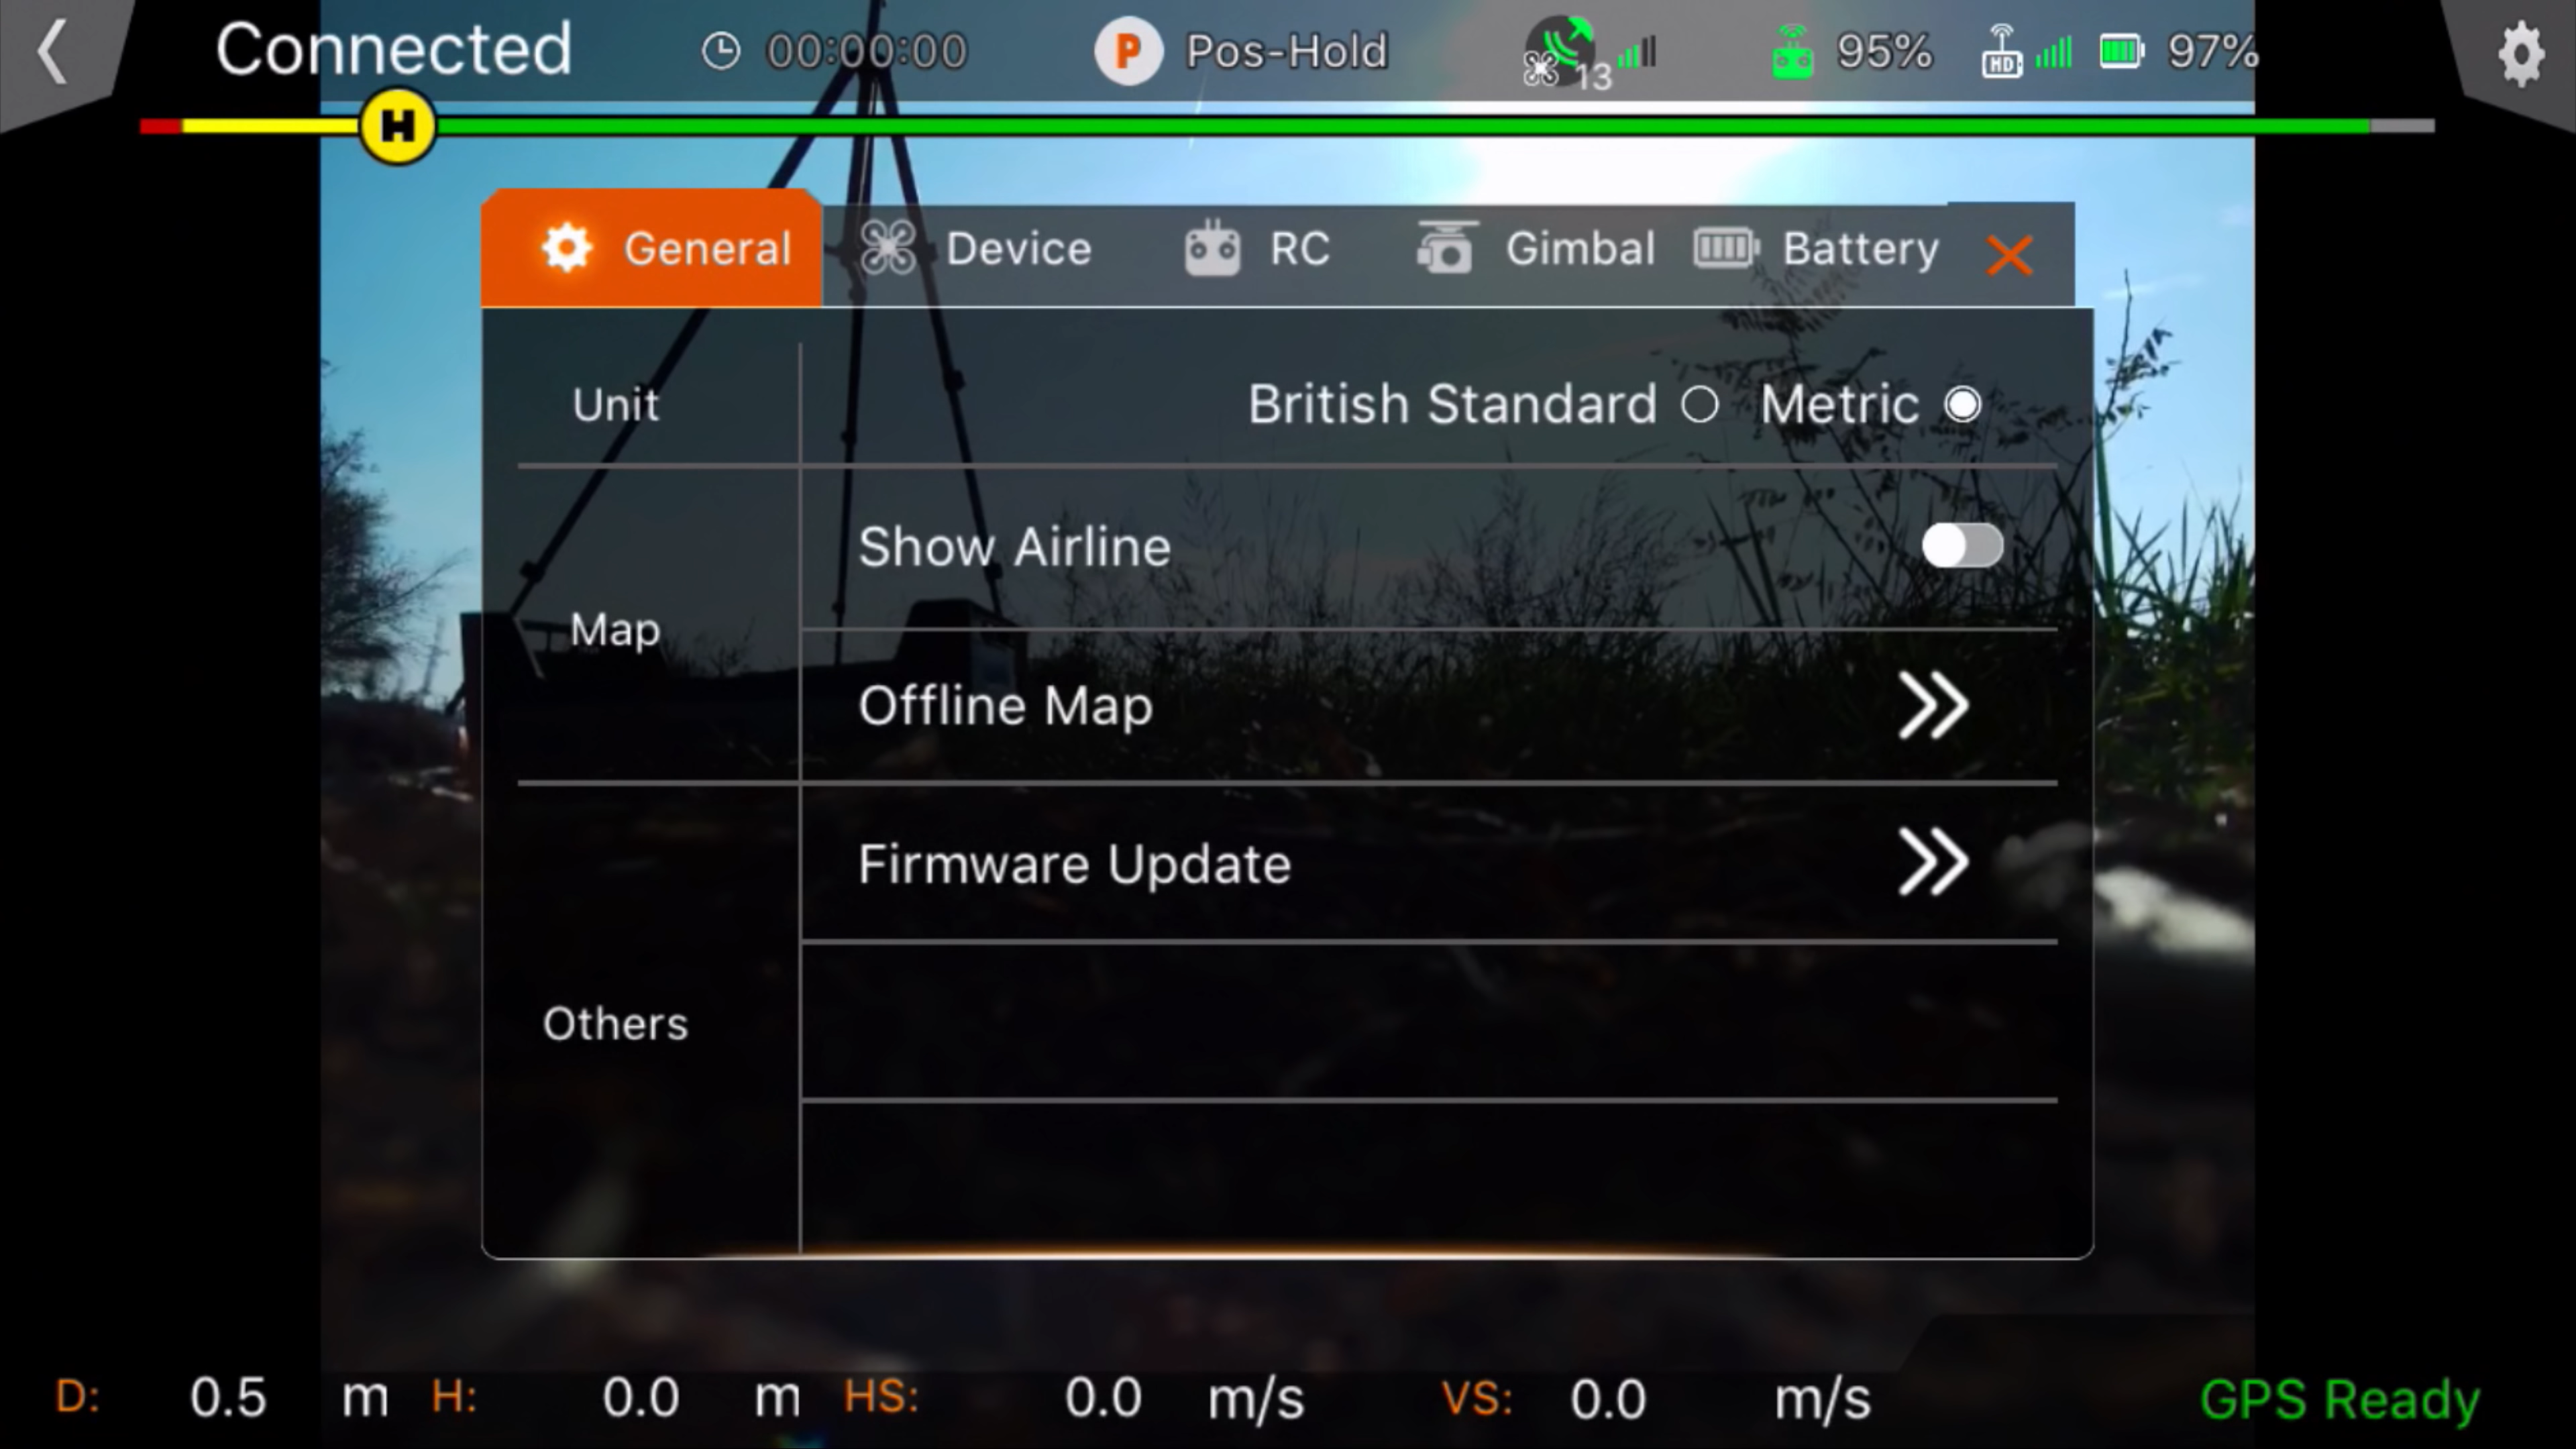 Connected 00:00:00 P Pos-Hold 13 95% HD 97%
H
General Device RC Gimbal Battery
Unit British Standard Metric
Show Airline
Map
Offline Map
Firmware Update
Others
D: 0.5 m H: 0.0 m HS: 0.0 m/s VS: 0.0 m/s GPS Ready